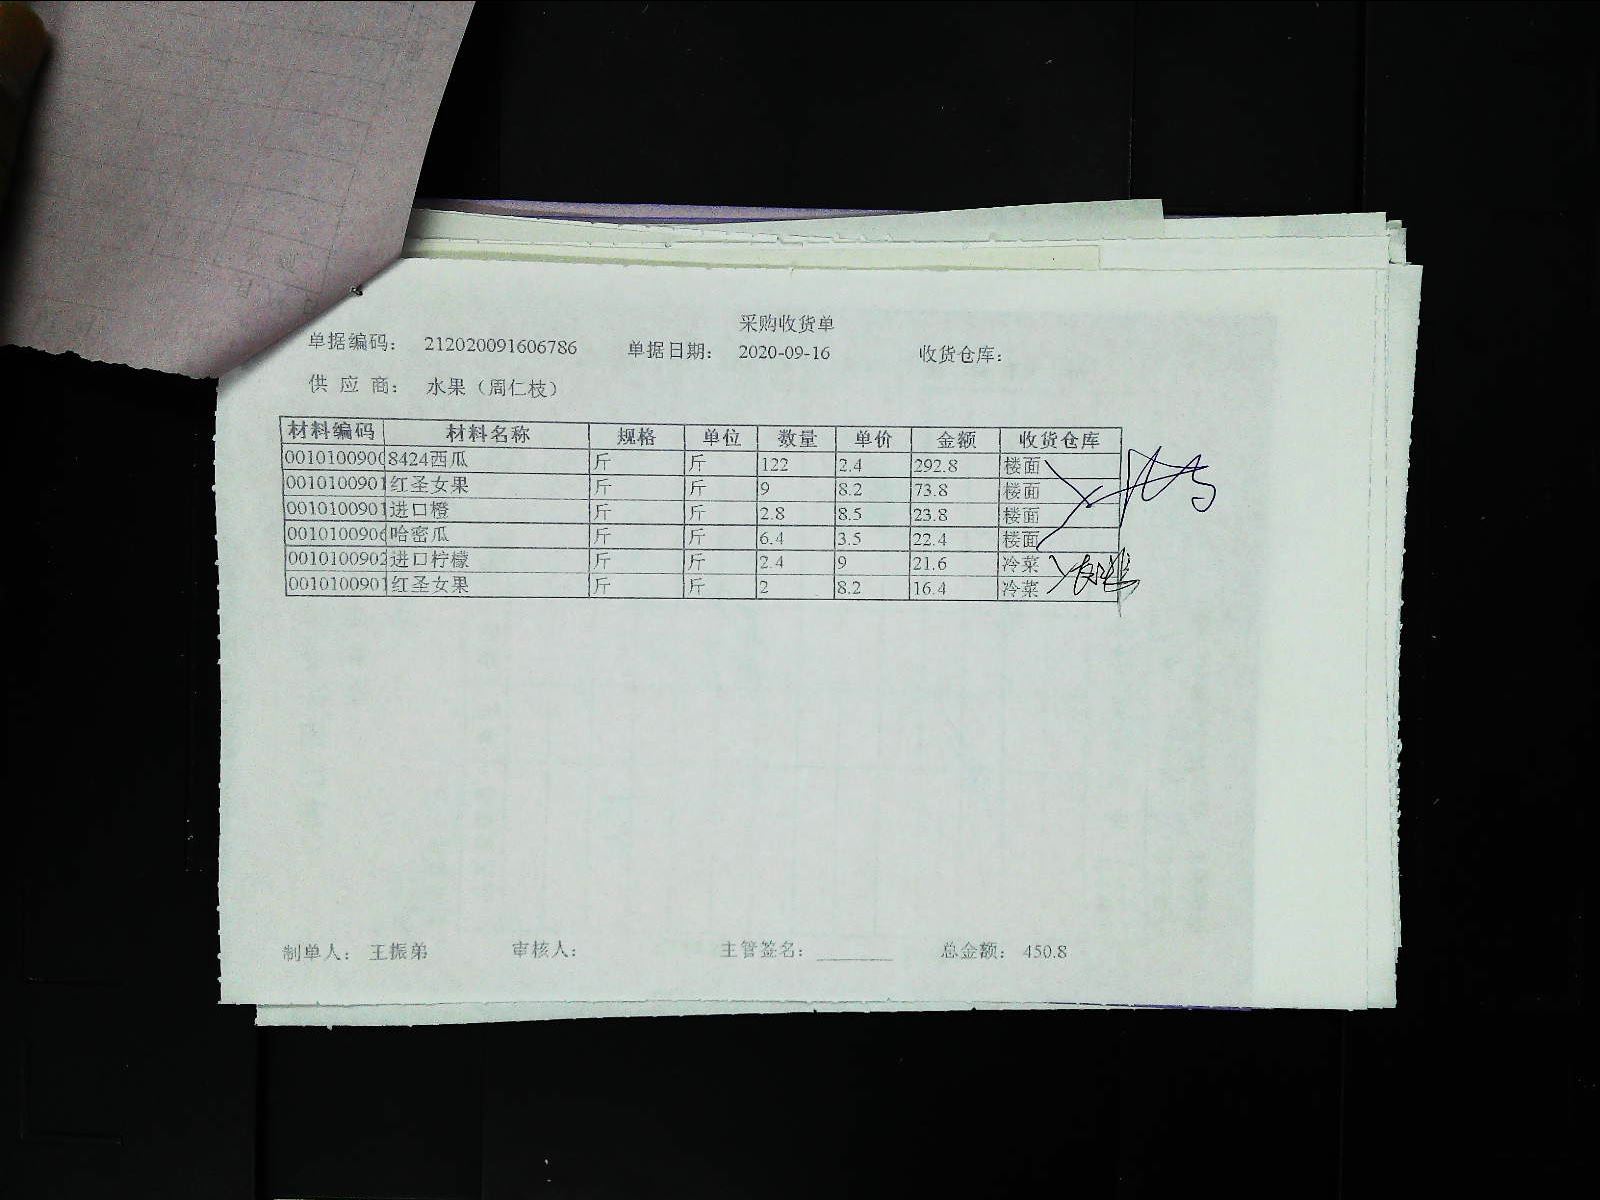 采购收货单
单据编码： 212020091606786 单据日期： 2020-09-16 收货仓库：
供 应 商： 水果（周仁枝）
材料编码 材料名称 规格 单位 数量 单价 金额 收货仓库
0010100900 8424西瓜 斤 斤 122 2.4 292.8 楼面
0010100901 红圣女果 斤 斤 9 8.2 73.8 楼面
0010100901 进口橙 斤 斤 2.8 8.5 23.8 楼面
0010100906 哈密瓜 斤 斤 6.4 3.5 22.4 楼面
0010100902 进口柠檬 斤 斤 2.4 9 21.6 冷菜
0010100901 红圣女果 斤 斤 2 8.2 16.4 冷菜
制单人： 王振弟 审核人： 主管签名： 总金额： 450.8